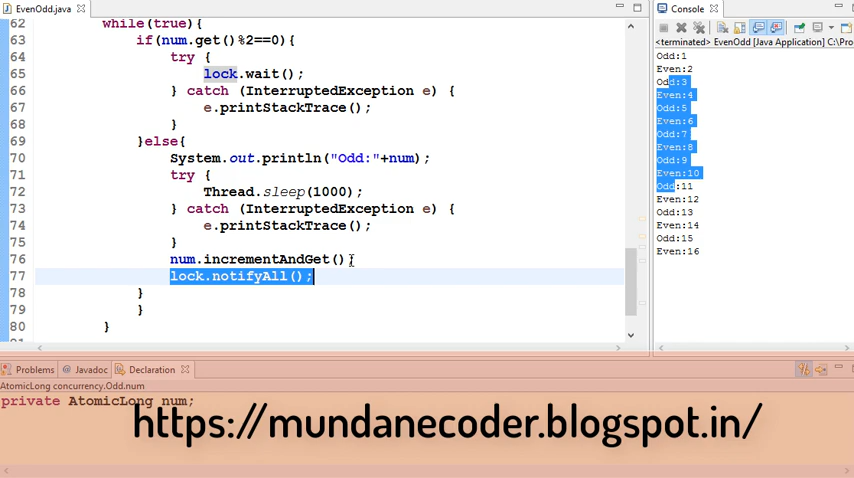 EvenOdd.java
62 while(true){
63 if(num.get()%2==0){
64 try {
65 lock.wait();
66 } catch (InterruptedException e) {
67 e.printStackTrace();
68 }
69 }else{
70 System.out.println("Odd:"+num);
71 try {
72 Thread.sleep(1000);
73 } catch (InterruptedException e) {
74 e.printStackTrace();
75 }
76 num.incrementAndGet()
77 lock.notifyAll();
78 }
79 }
80 }
Console
<terminated> EvenOdd [Java Application] C:\Pro
Odd:1
Even:2
Odd:3
Even:4
Odd:5
Even:6
Odd:7
Even:8
Odd:9
Even:10
Odd:11
Even:12
Odd:13
Even:14
Odd:15
Even:16
Problems Javadoc Declaration
AtomicLong concurrency.Odd.num
private AtomicLong num;
https://mundanecoder.blogspot.in/